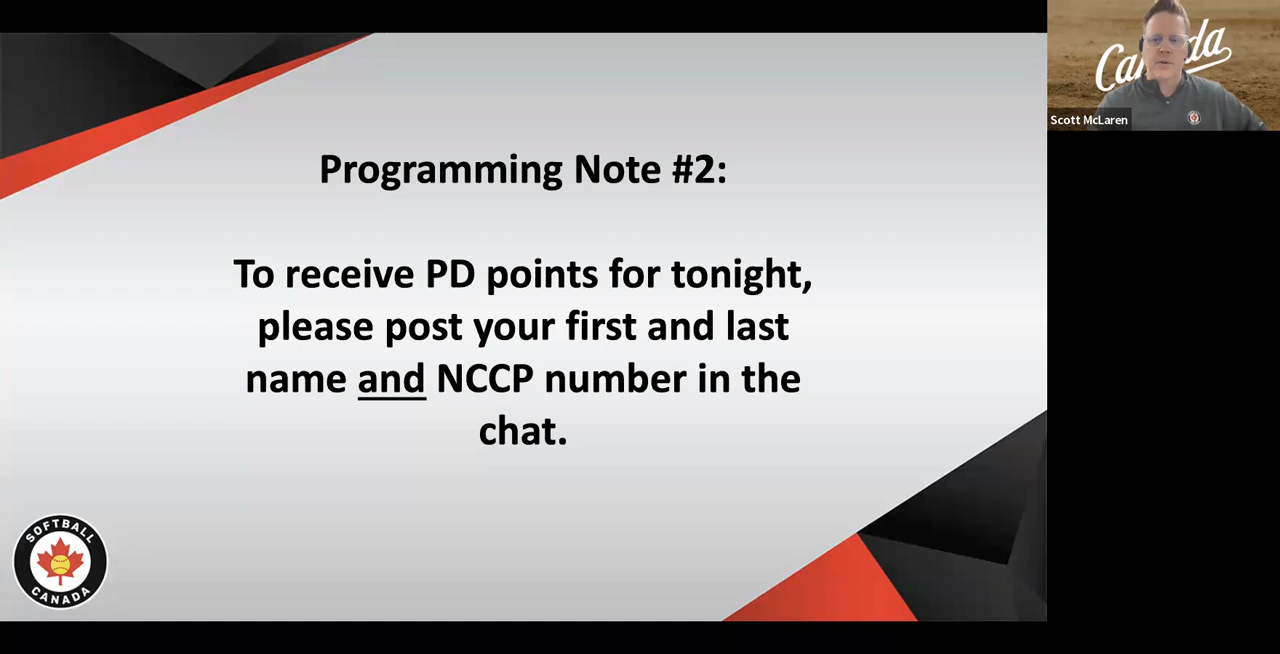 Programming Note #2:
To receive PD points for tonight,
please post your first and last
name and NCCP number in the
chat.
SOFTBALL
CANADA
Canada
Scott McLaren